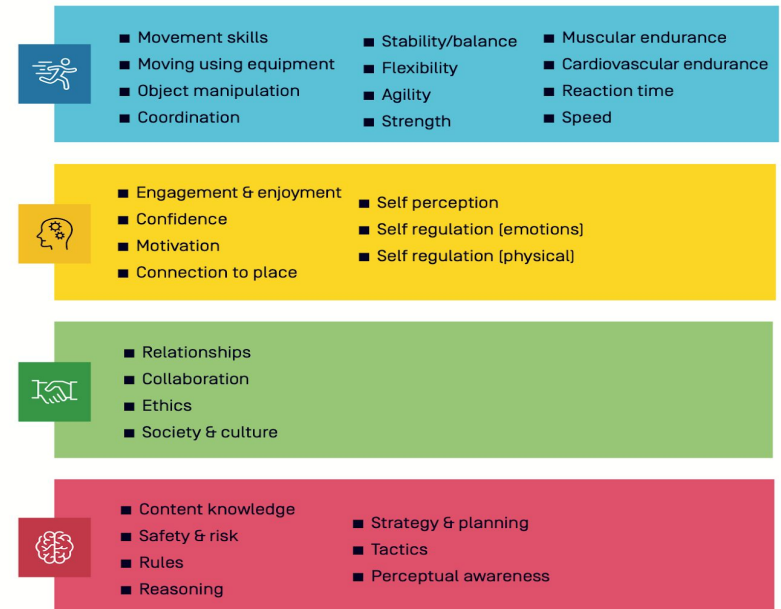 Movement skills
Moving using equipment
Object manipulation
Coordination
Stability/balance
Flexibility
Agility
Strength
Muscular endurance
Cardiovascular endurance
Reaction time
Speed
Engagement & enjoyment
Confidence
Motivation
Connection to place
Self perception
Self regulation (emotions)
Self regulation (physical)
Relationships
Collaboration
Ethics
Society & culture
Content knowledge
Safety & risk
Rules
Reasoning
Strategy & planning
Tactics
Perceptual awareness